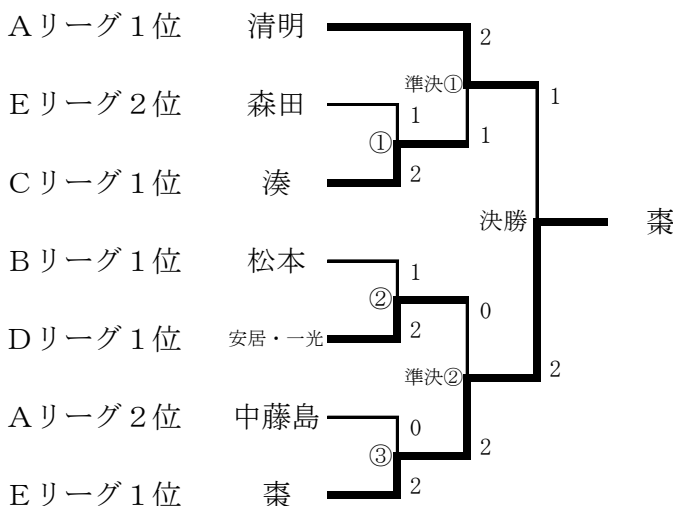 Aリーグ1位 清明
2
準決①
1
Eリーグ2位 森田
1
①
1
Cリーグ1位 湊
2
決勝 棗
Bリーグ1位 松本
1
②
0
Dリーグ1位 安居・一光
2
準決②
2
Aリーグ2位 中藤島
0
③
2
Eリーグ1位 棗
2